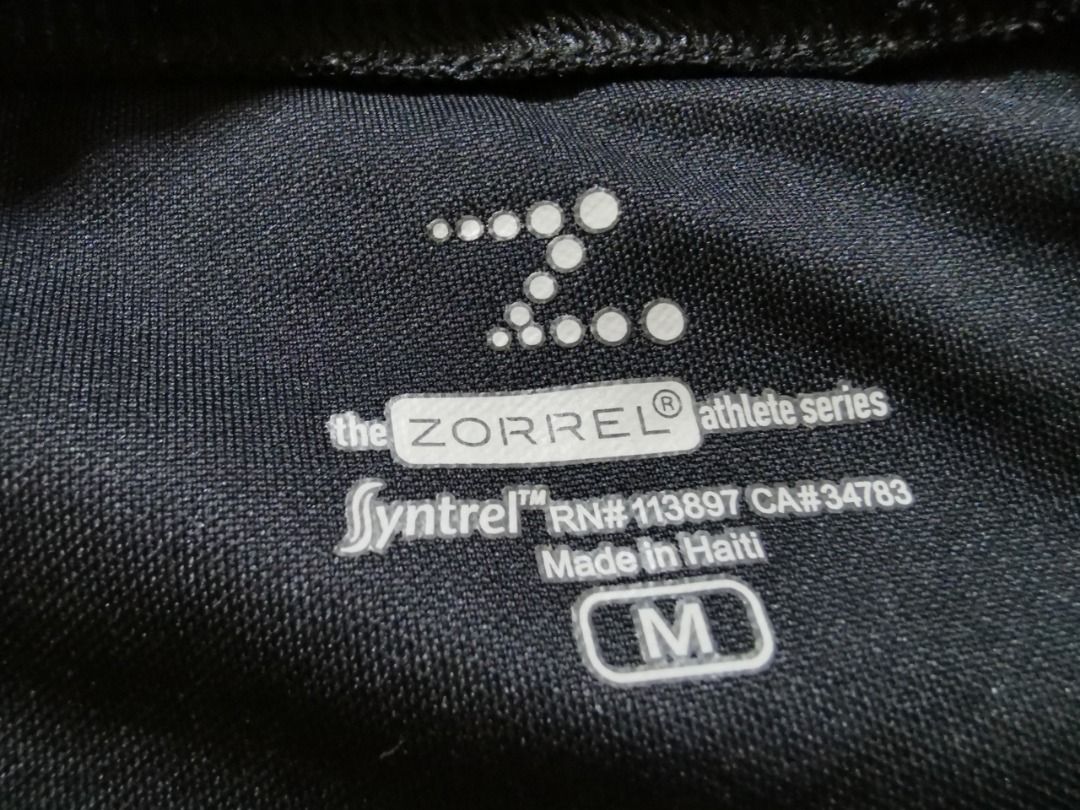 Z
the ZORREL® athlete series
Syntrel™ RN#113897 CA#34783
Made in Haiti
M